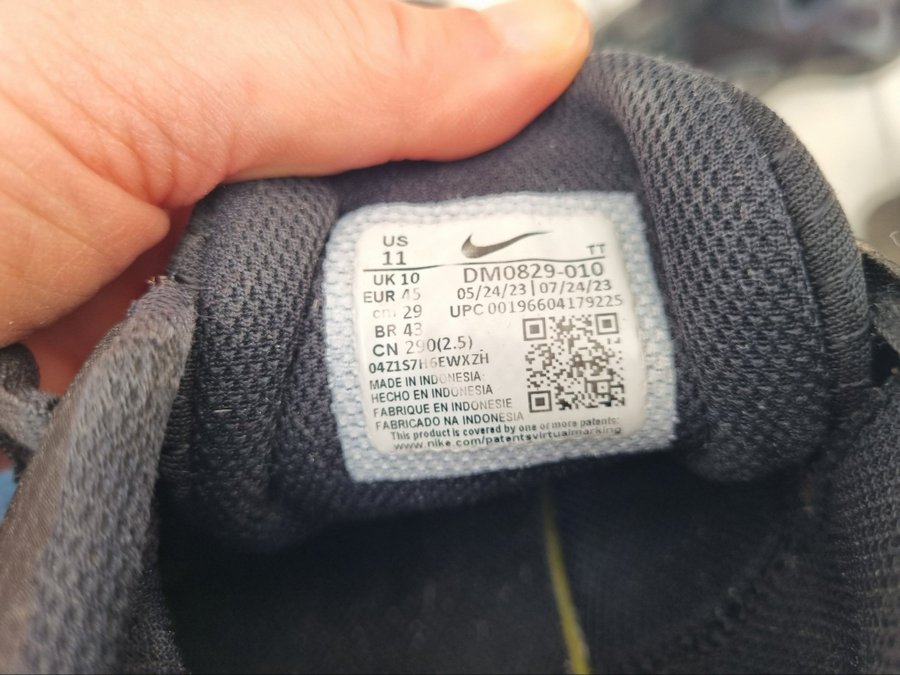 US
11
TT
UK 10
DM0829-010
EUR 45
05/24/23 | 07/24/23
cm 29
UPC 00196604179225
BR 43
CN 290(2.5)
04Z1S7H6EWXZH
MADE IN INDONESIA
HECHO EN INDONESIA
FABRIQUE EN INDONESIE
FABRICADO NA INDONESIA
This product is covered by one or more patents:
www.nike.com/patentsvirtualmarking